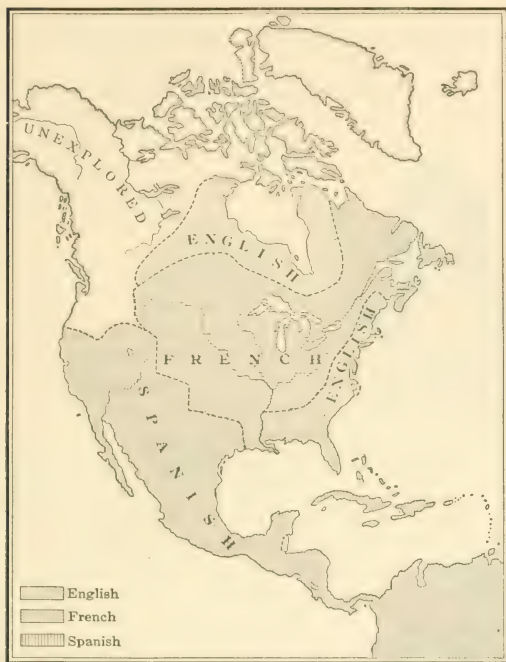 UNEXPLORED
ENGLISH
FRENCH
ENGLISH
SPANISH
English
French
Spanish